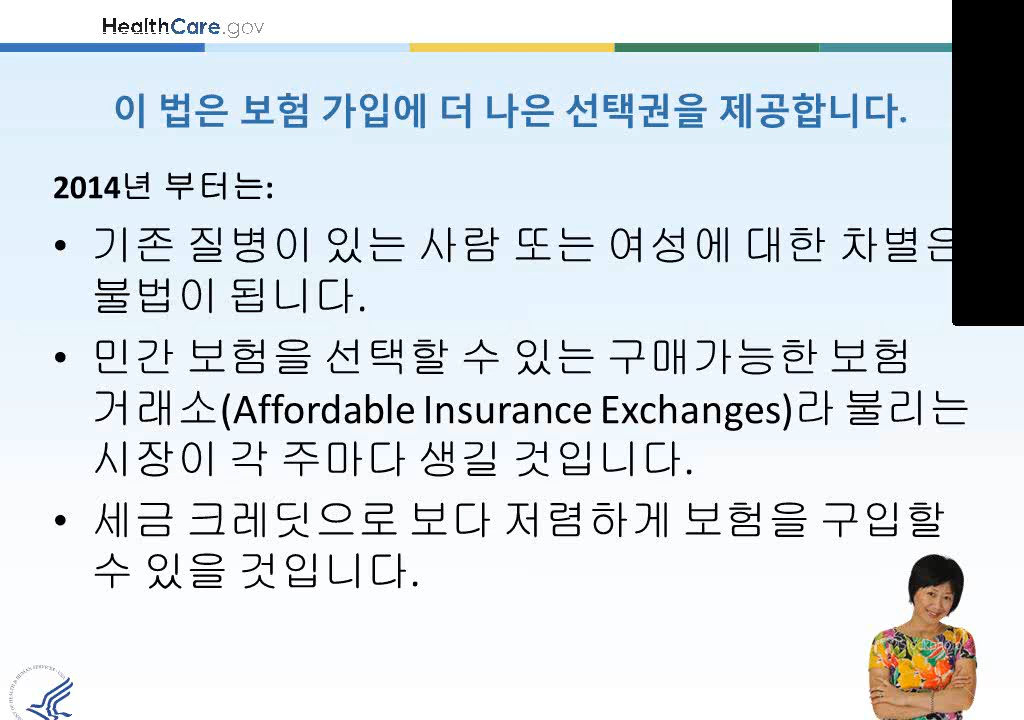 HealthCare.gov
이 법은 보험 가입에 더 나은 선택권을 제공합니다.
2014년 부터는:
• 기존 질병이 있는 사람 또는 여성에 대한 차별은
불법이 됩니다.
• 민간 보험을 선택할 수 있는 구매가능한 보험
거래소(Affordable Insurance Exchanges)라 불리는
시장이 각 주마다 생길 것입니다.
• 세금 크레딧으로 보다 저렴하게 보험을 구입할
수 있을 것입니다.